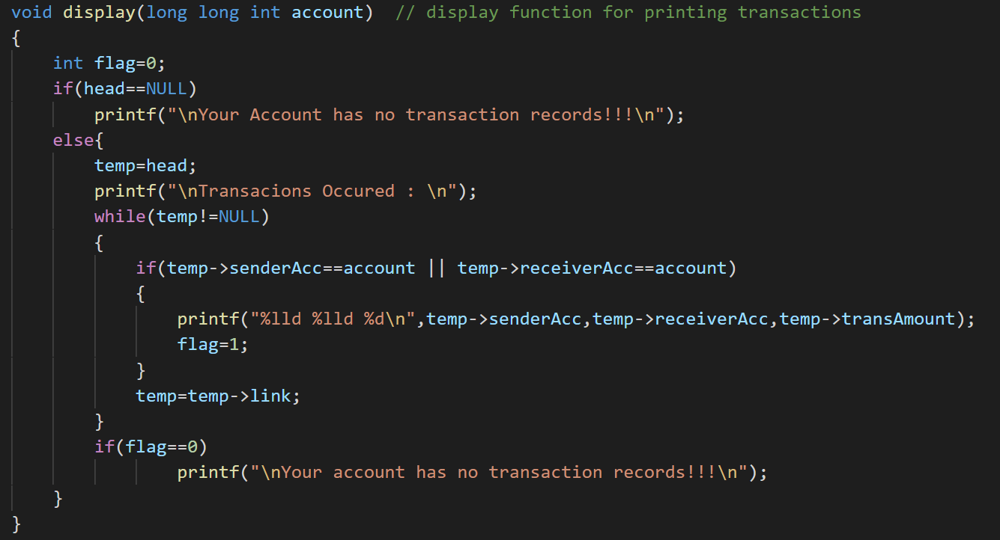 void display(long long int account)  // display function for printing transactions
{
    int flag=0;
    if(head==NULL)
        printf("\nYour Account has no transaction records!!!\n");
    else{
        temp=head;
        printf("\nTransacions Occured : \n");
        while(temp!=NULL)
        {
            if(temp->senderAcc==account || temp->receiverAcc==account)
            {
                printf("%lld %lld %d\n",temp->senderAcc,temp->receiverAcc,temp->transAmount);
                flag=1;
            }
            temp=temp->link;
        }
        if(flag==0)
                printf("\nYour account has no transaction records!!!\n");
    }
}